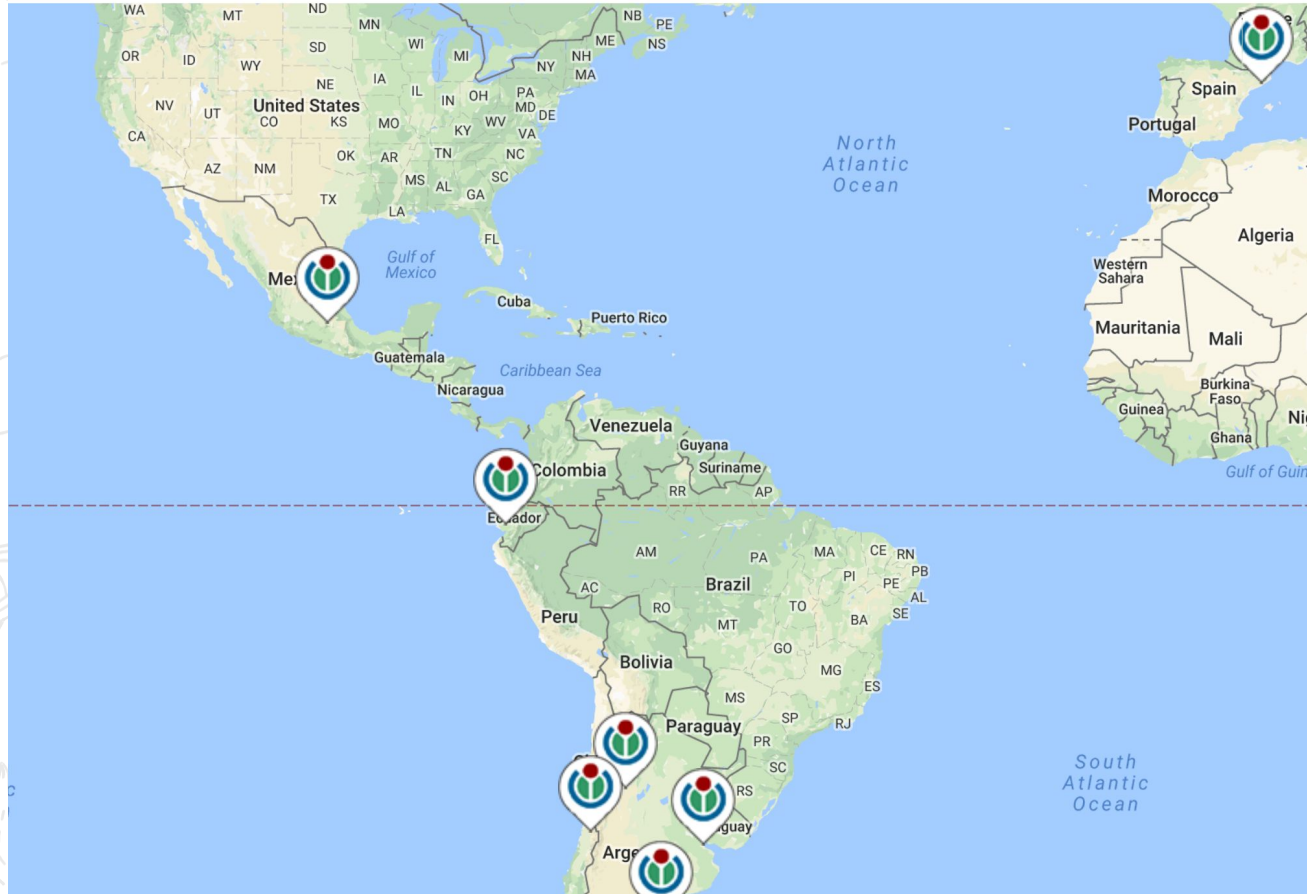 WA
MT
ND
MN
NB
PE
ME
NS
OR
ID
WY
SD
WI
MI
NY
NH
MA
NV
UT
United States
CO
NE
KS
IA
IL
IN
OH
PA
MD
DE
CA
MO
KY
WV
VA
AZ
NM
OK
AR
TN
NC
TX
MS
AL
GA
SC
LA
FL
North
Atlantic
Ocean
Spain
Portugal
Morocco
Algeria
Western
Sahara
Mauritania
Mali
Burkina
Faso
Guinea
Ghana
Gulf of
Mexico
Cuba
Puerto Rico
Guatemala
Caribbean Sea
Nicaragua
Venezuela
Guyana
Colombia
Suriname
RR
AP
AM
PA
MA
CE
RN
PB
PI
PE
AL
SE
AC
Brazil
RO
TO
BA
MT
Peru
GO
Bolivia
MG
MS
ES
Paraguay
SP
RJ
PR
SC
RS
South
Atlantic
Ocean